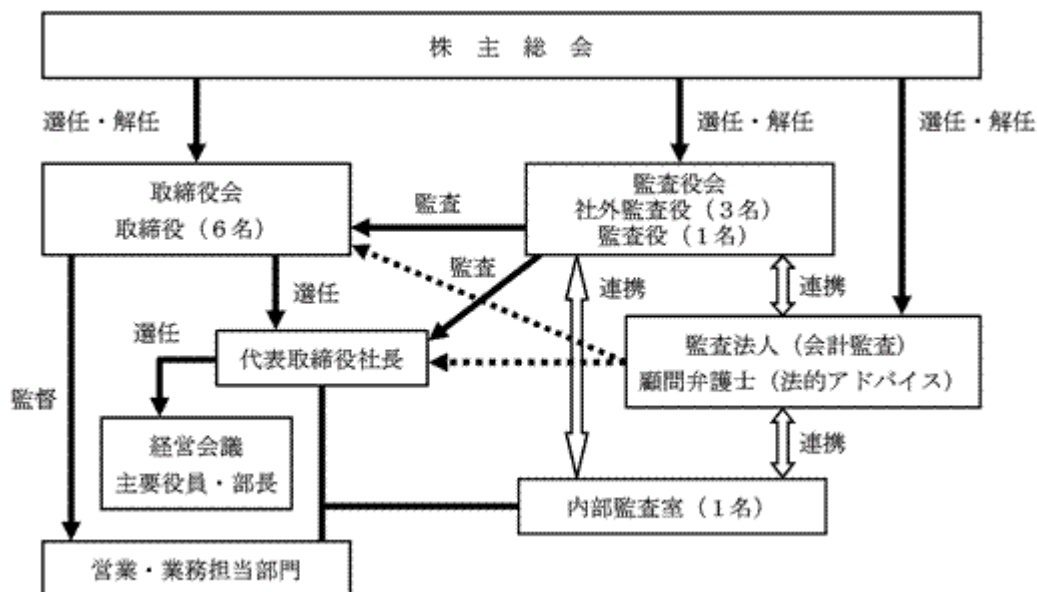 株主総会
選任・解任
選任・解任
選任・解任
取締役会
取締役（6名）
監査
監査役会
社外監査役（3名）
監査役（1名）
監査
選任
連携
連携
選任
代表取締役社長
監査法人（会計監査）
顧問弁護士（法的アドバイス）
監督
経営会議
主要役員・部長
連携
内部監査室（1名）
営業・業務担当部門